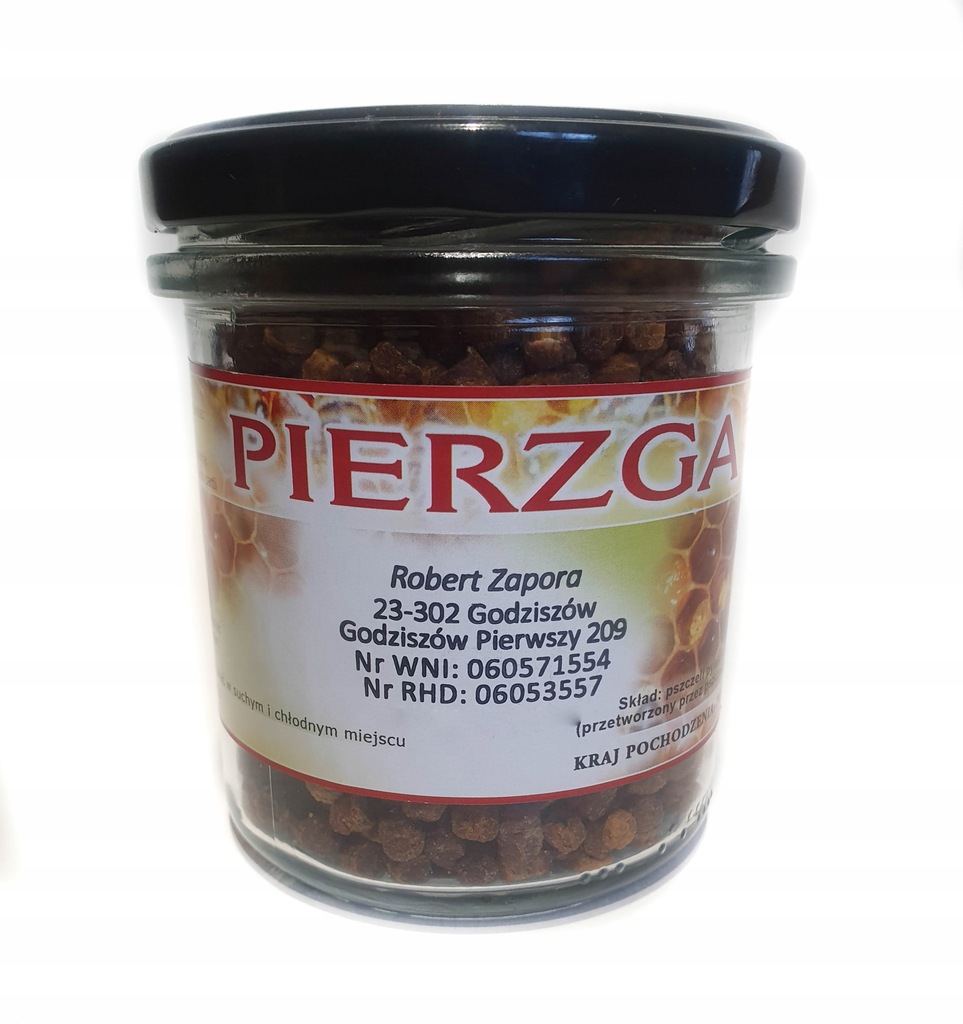 PIERZGA
Robert Zapora
23-302 Godziszów
Godziszów Pierwszy 209
Nr WNI: 060571554
Nr RHD: 06053557
w suchym i chłodnym miejscu
Skład: pszczeli
(przetworzony przez
KRAJ POCHODZENIA